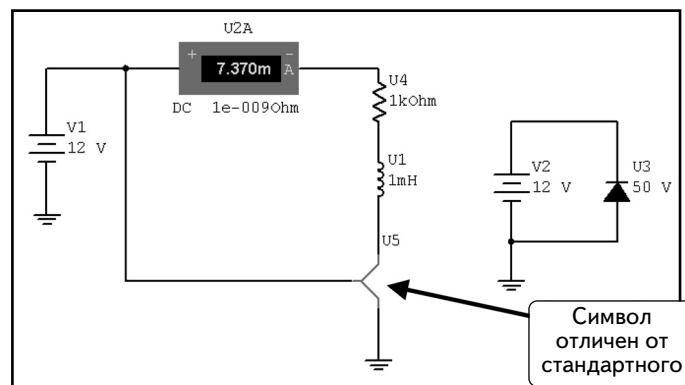 U2A
+ -
7.370m A
DC 1e-009Ohm
V1
12 V
U4
1kOhm
U1
1mH
U5
V2
12 V
U3
50 V
Символ
отличен от
стандартного